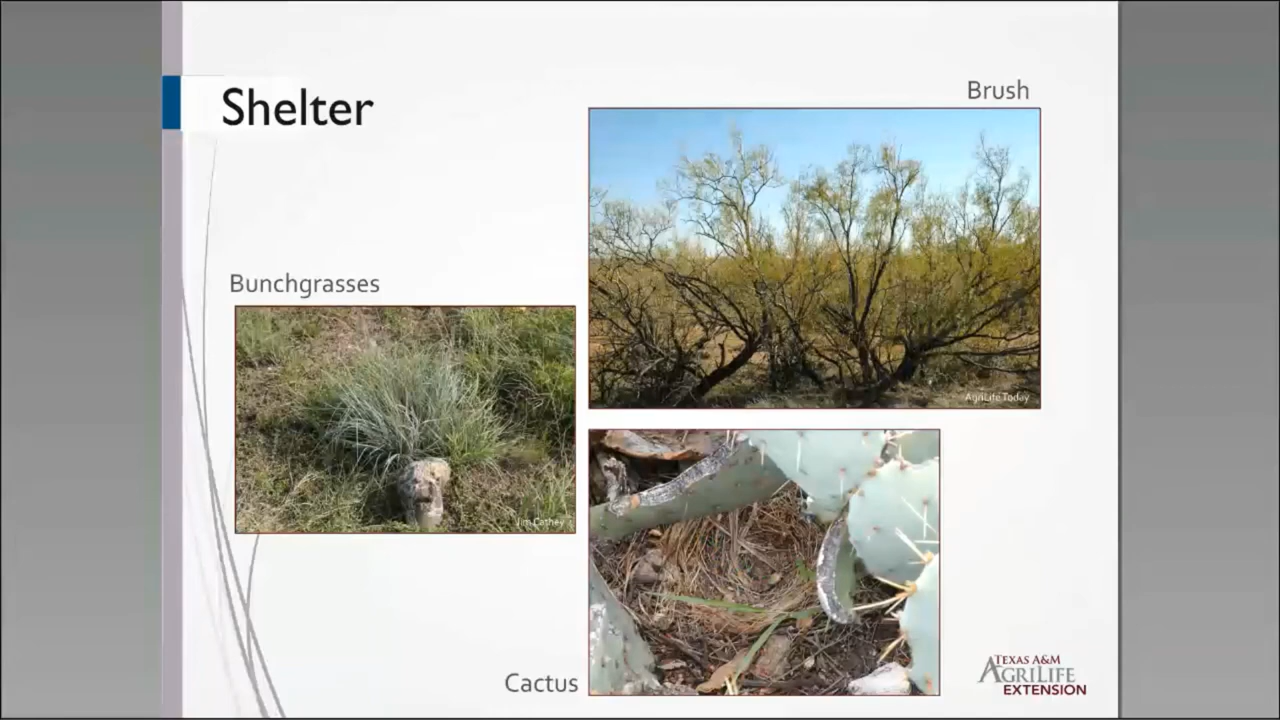 Shelter
Brush
Bunchgrasses
AgriLife Today
Jim Cathey
Cactus
TEXAS A&M
AGRILIFE
EXTENSION